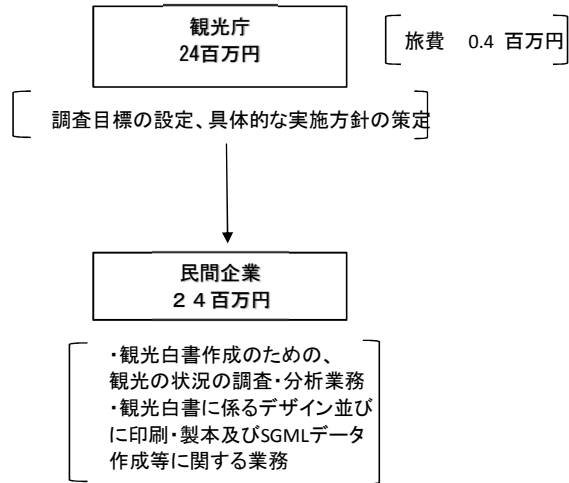 観光庁
24百万円
旅費　0.4 百万円
調査目標の設定、具体的な実施方針の策定
民間企業
２４百万円
・観光白書作成のための、
観光の状況の調査・分析業務
・観光白書に係るデザイン並び
に印刷・製本及びSGMLデータ
作成等に関する業務